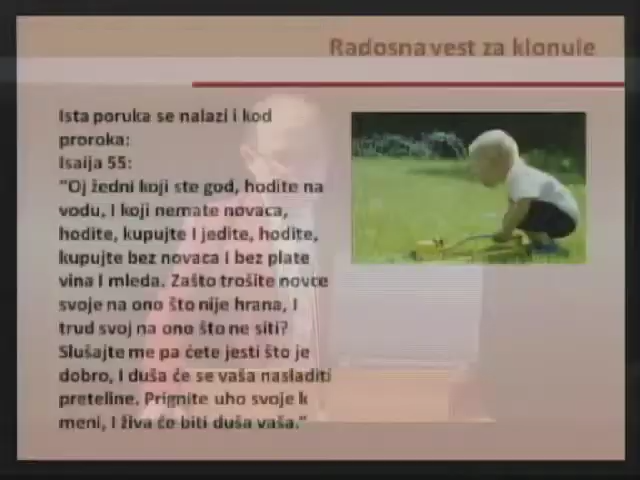 Radosna vest za klonule
Ista poruka se nalazi i kod
proroka:
Isaija 55:
"Oj žedni koji ste god, hodite na
vodu, I koji nemate novaca,
hodite, kupujte I jedite, hodite,
kupujte bez novaca I bez plate
vina I mleda. Zašto trošite novce
svoje na ono što nije hrana, I
trud svoj na ono što ne siti?
Slušajte me pa ćete jesti što je
dobro, I duša će se vaša nasladiti
preteline. Prignite uho svoje k
meni, I živa će biti duša vaša."